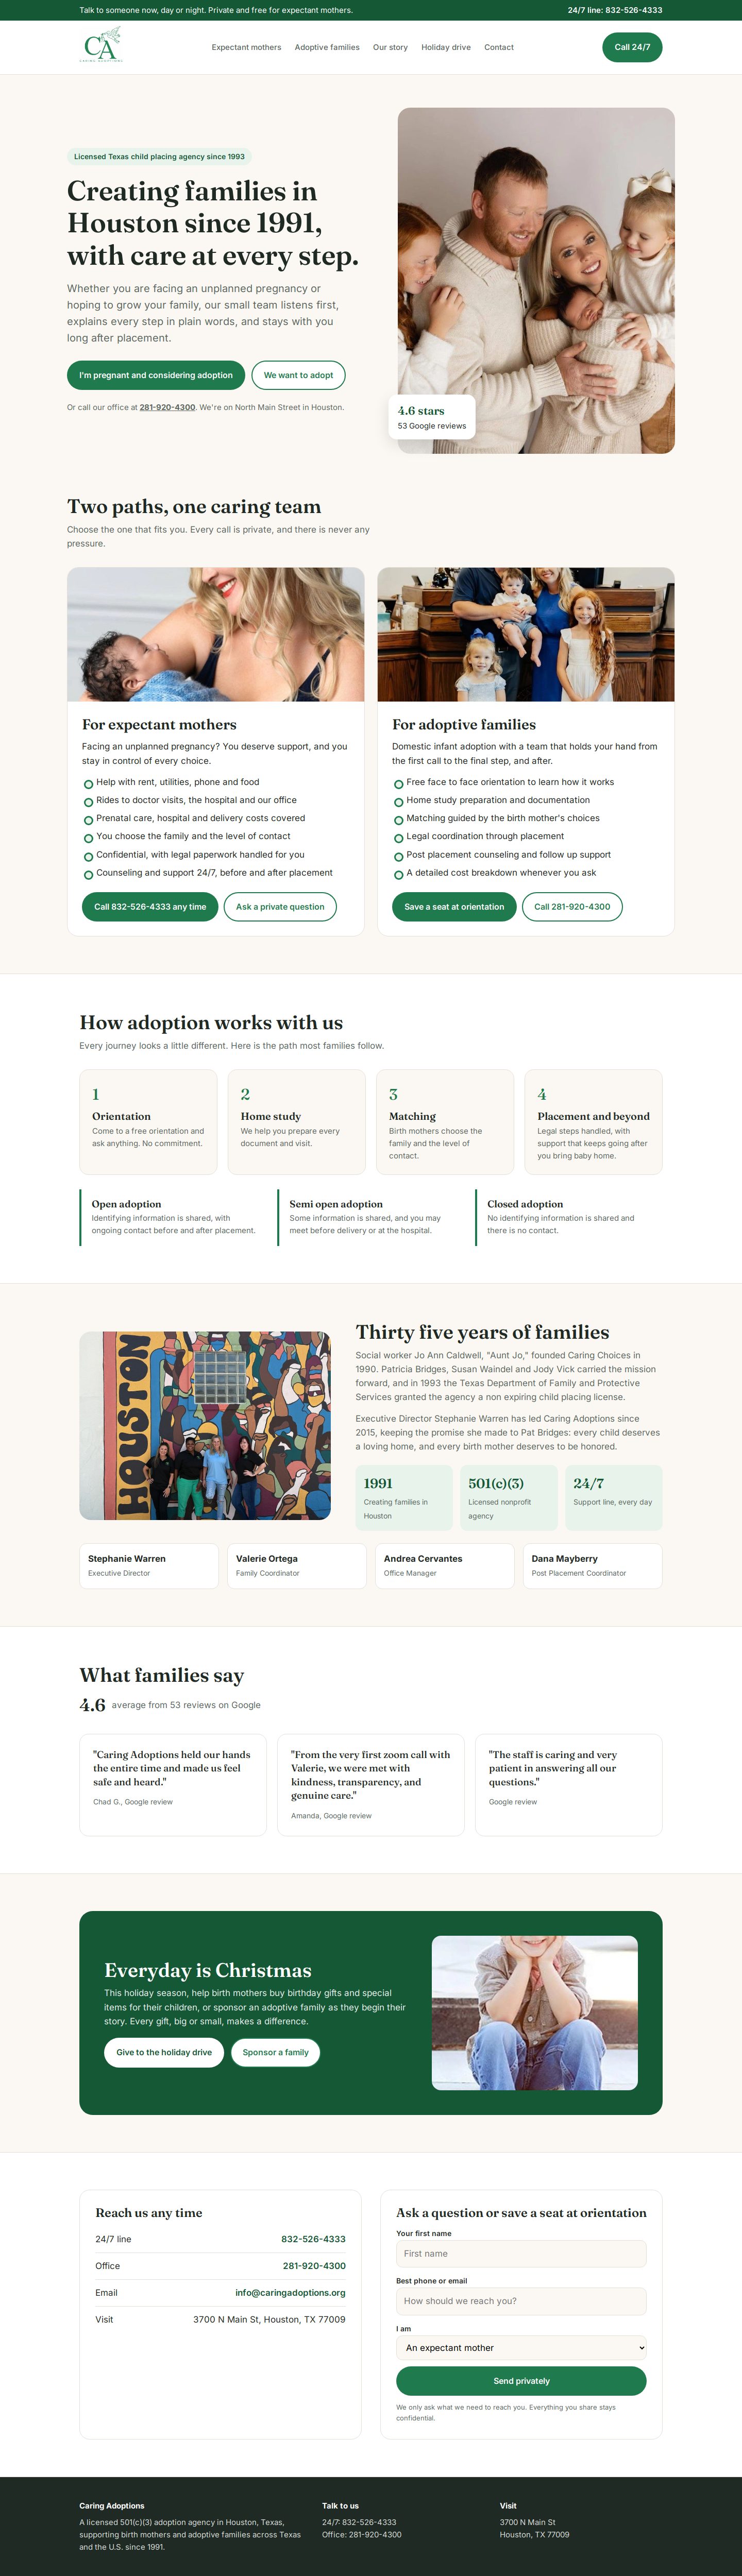 Talk to someone now, day or night. Private and free for expectant mothers.
24/7 line: 832-526-4333
CA
CARING ADOPTIONS
Expectant mothers
Adoptive families
Our story
Holiday drive
Contact
Call 24/7
Licensed Texas child placing agency since 1993
Creating families in
Houston since 1991,
with care at every step.
Whether you are facing an unplanned pregnancy or
hoping to grow your family, our small team listens first,
explains every step in plain words, and stays with you
long after placement.
I'm pregnant and considering adoption
We want to adopt
Or call our office at 281-920-4300. We're on North Main Street in Houston.
4.6 stars
53 Google reviews
Two paths, one caring team
Choose the one that fits you. Every call is private, and there is never any
pressure.
For expectant mothers
Facing an unplanned pregnancy? You deserve support, and you
stay in control of every choice.
Help with rent, utilities, phone and food
Rides to doctor visits, the hospital and our office
Prenatal care, hospital and delivery costs covered
You choose the family and the level of contact
Confidential, with legal paperwork handled for you
Counseling and support 24/7, before and after placement
Call 832-526-4333 any time
Ask a private question
For adoptive families
Domestic infant adoption with a team that holds your hand from
the first call to the final step, and after.
Free face to face orientation to learn how it works
Home study preparation and documentation
Matching guided by the birth mother's choices
Legal coordination through placement
Post placement counseling and follow up support
A detailed cost breakdown whenever you ask
Save a seat at orientation
Call 281-920-4300
How adoption works with us
Every journey looks a little different. Here is the path most families follow.
1
Orientation
Come to a free orientation and
ask anything. No commitment.
2
Home study
We help you prepare every
document and visit.
3
Matching
Birth mothers choose the
family and the level of
contact.
4
Placement and beyond
Legal steps handled, with
support that keeps going after
you bring baby home.
Open adoption
Identifying information is shared, with
ongoing contact before and after placement.
Semi open adoption
Some information is shared, and you may
meet before delivery or at the hospital.
Closed adoption
No identifying information is shared and
there is no contact.
HOUSTON
Thirty five years of families
Social worker Jo Ann Caldwell, "Aunt Jo," founded Caring Choices in
1990. Patricia Bridges, Susan Waindel and Jody Vick carried the mission
forward, and in 1993 the Texas Department of Family and Protective
Services granted the agency a non expiring child placing license.
Executive Director Stephanie Warren has led Caring Adoptions since
2015, keeping the promise she made to Pat Bridges: every child deserves
a loving home, and every birth mother deserves to be honored.
1991
Creating families in
Houston
501(c)(3)
Licensed nonprofit
agency
24/7
Support line, every day
Stephanie Warren
Executive Director
Valerie Ortega
Family Coordinator
Andrea Cervantes
Office Manager
Dana Mayberry
Post Placement Coordinator
What families say
4.6 average from 53 reviews on Google
"Caring Adoptions held our hands
the entire time and made us feel
safe and heard."
Chad G., Google review
"From the very first zoom call with
Valerie, we were met with
kindness, transparency, and
genuine care."
Amanda, Google review
"The staff is caring and very
patient in answering all our
questions."
Google review
Everyday is Christmas
This holiday season, help birth mothers buy birthday gifts and special
items for their children, or sponsor an adoptive family as they begin their
story. Every gift, big or small, makes a difference.
Give to the holiday drive
Sponsor a family
Reach us any time
24/7 line 832-526-4333
Office 281-920-4300
Email info@caringadoptions.org
Visit 3700 N Main St, Houston, TX 77009
Ask a question or save a seat at orientation
Your first name
First name
Best phone or email
How should we reach you?
I am
An expectant mother
Send privately
We only ask what we need to reach you. Everything you share stays
confidential.
Caring Adoptions
A licensed 501(c)(3) adoption agency in Houston, Texas,
supporting birth mothers and adoptive families across Texas
and the U.S. since 1991.
Talk to us
24/7: 832-526-4333
Office: 281-920-4300
Visit
3700 N Main St
Houston, TX 77009